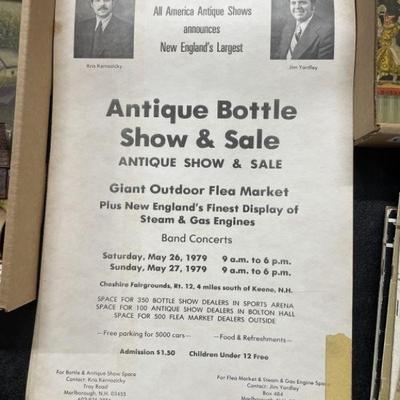 All America Antique Shows
announces
New England's Largest
Kris Kernozicky
Jim Yardley
Antique Bottle
Show & Sale
ANTIQUE SHOW & SALE
Giant Outdoor Flea Market
Plus New England's Finest Display of
Steam & Gas Engines
Band Concerts
Saturday, May 26, 1979 9 a.m. to 6 p.m.
Sunday, May 27, 1979 9 a.m. to 6 p.m.
Cheshire Fairgrounds, Rt. 12, 4 miles south of Keene, N.H.
SPACE FOR 350 BOTTLE SHOW DEALERS IN SPORTS ARENA
SPACE FOR 100 ANTIQUE SHOW DEALERS IN BOLTON HALL
SPACE FOR 500 FLEA MARKET DEALERS OUTSIDE
—Free parking for 5000 cars— —Food & Refreshments—
Admission $1.50 Children Under 12 Free
For Bottle & Antique Show Space
Contact: Kris Kernozicky
Troy Road
Marlborough, N.H. 03455
For Flea Market & Steam & Gas Engine Space
Contact: Jim Yardley
Box 484
Marlborough, N.H.